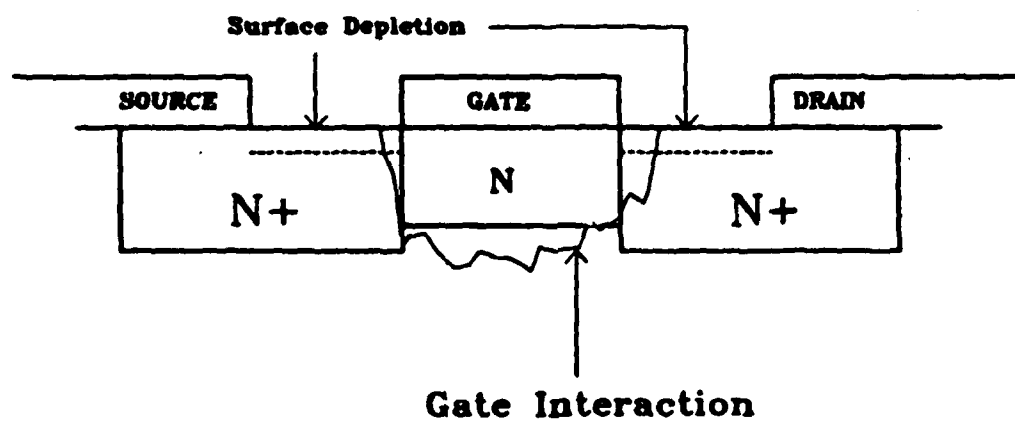 Surface Depletion
SOURCE
GATE
DRAIN
N+
N
N+
Gate Interaction